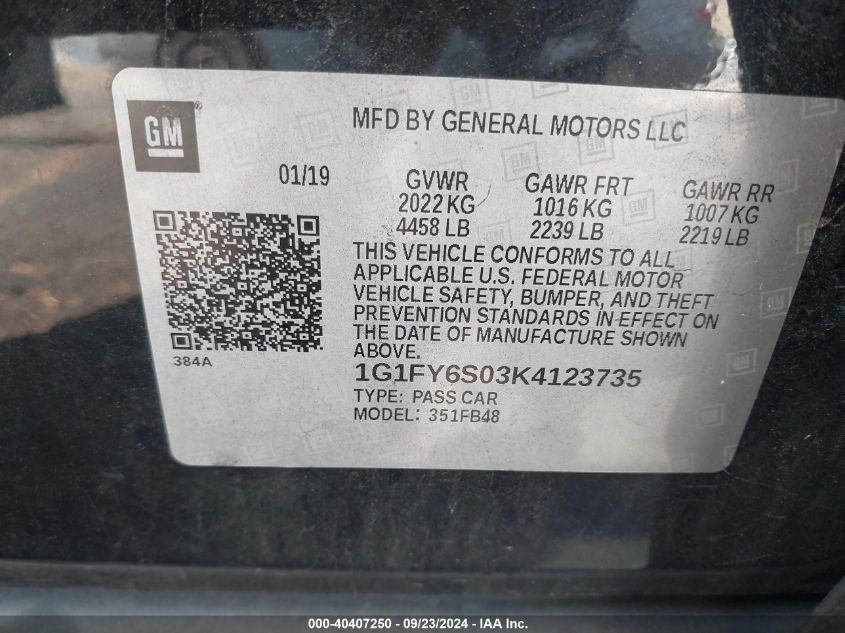 GM®
MFD BY GENERAL MOTORS LLC
01/19
GVWR
2022 KG
4458 LB
GAWR FRT
1016 KG
2239 LB
GAWR RR
1007 KG
2219 LB
THIS VEHICLE CONFORMS TO ALL
APPLICABLE U.S. FEDERAL MOTOR
VEHICLE SAFETY, BUMPER, AND THEFT
PREVENTION STANDARDS IN EFFECT ON
THE DATE OF MANUFACTURE SHOWN
ABOVE.
384A
1G1FY6S03K4123735
TYPE: PASS CAR
MODEL: 351FB48
000-40407250 - 09/23/2024 - IAA Inc.